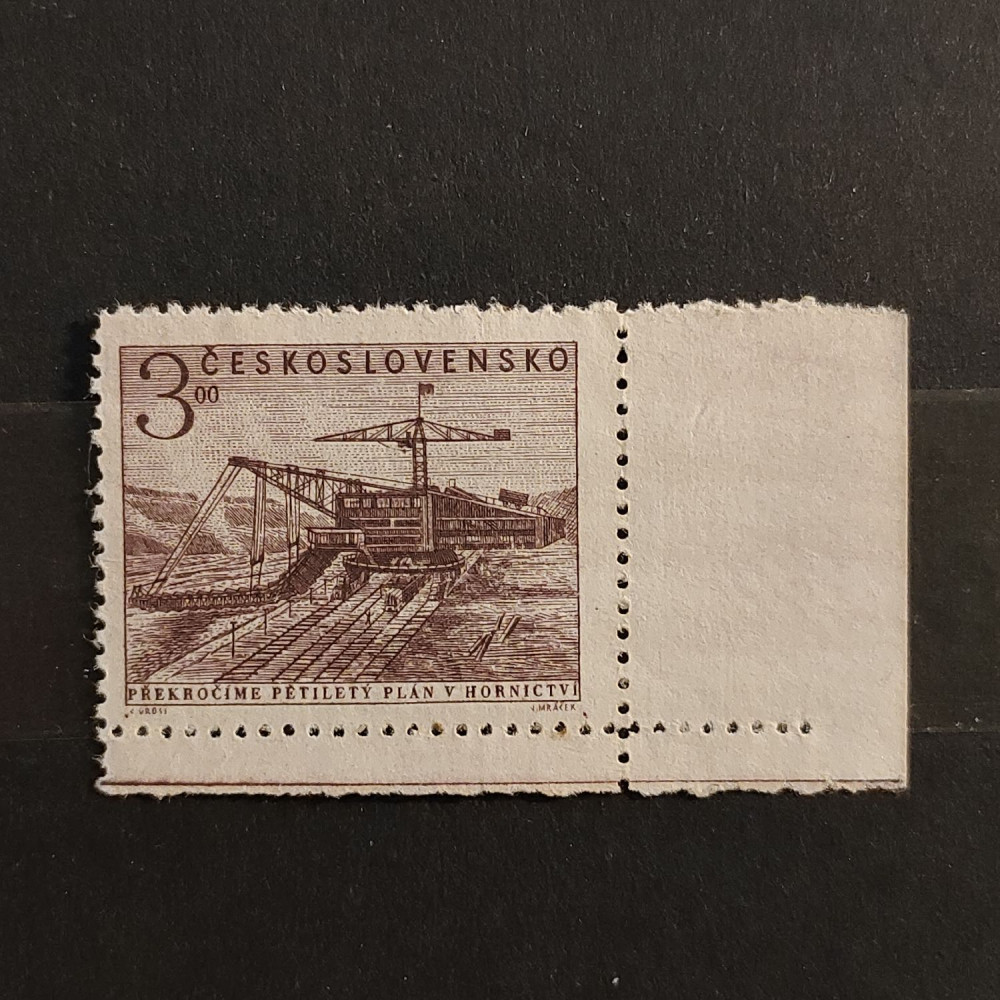 3 00 ČESKOSLOVENSKO
PŘEKROČÍME PĚTILETÝ PLÁN V HORNICTVÍ
J. MRÁČEK